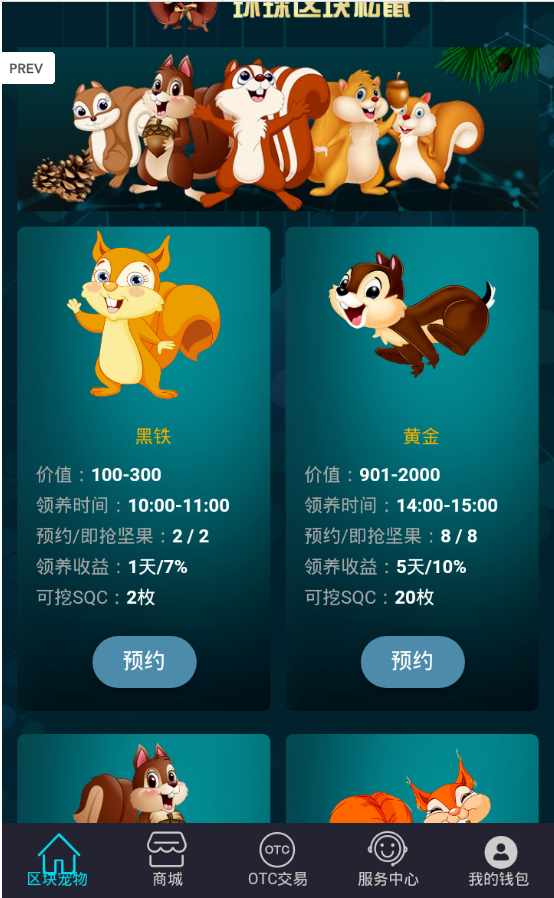 环球区块松鼠
PREV
黑铁
价值：100-300
领养时间：10:00-11:00
预约/即抢坚果：2 / 2
领养收益：1天/7%
可挖SQC：2枚
预约
黄金
价值：901-2000
领养时间：14:00-15:00
预约/即抢坚果：8 / 8
领养收益：5天/10%
可挖SQC：20枚
预约
区块宠物
商城
OTC
OTC交易
服务中心
我的钱包